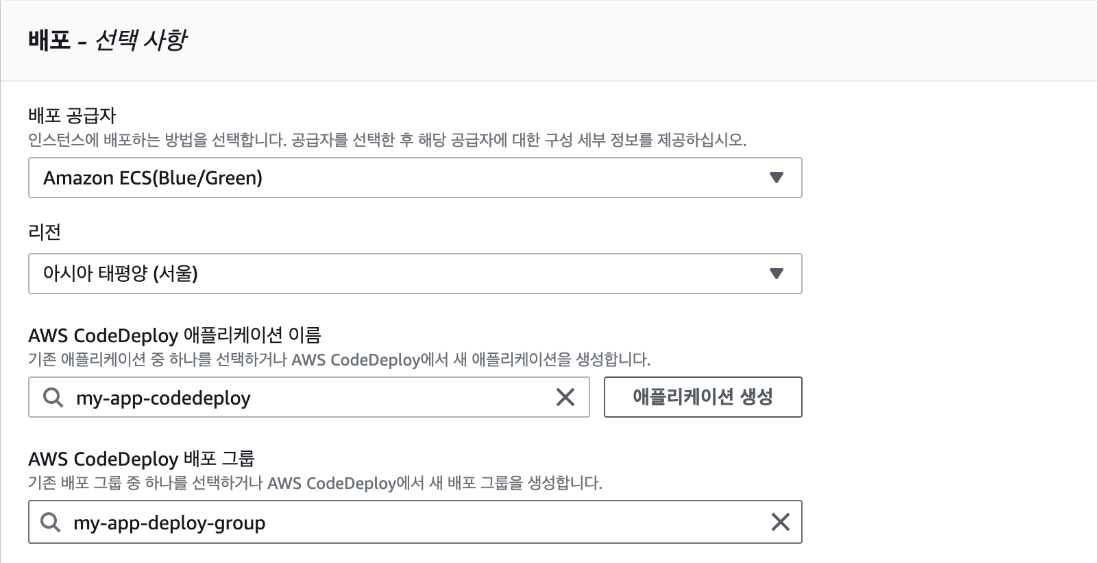 배포 - 선택 사항
배포 공급자
인스턴스에 배포하는 방법을 선택합니다. 공급자를 선택한 후 해당 공급자에 대한 구성 세부 정보를 제공하십시오.
Amazon ECS(Blue/Green)
리전
아시아 태평양 (서울)
AWS CodeDeploy 애플리케이션 이름
기존 애플리케이션 중 하나를 선택하거나 AWS CodeDeploy에서 새 애플리케이션을 생성합니다.
my-app-codedeploy
애플리케이션 생성
AWS CodeDeploy 배포 그룹
기존 배포 그룹 중 하나를 선택하거나 AWS CodeDeploy에서 새 배포 그룹을 생성합니다.
my-app-deploy-group